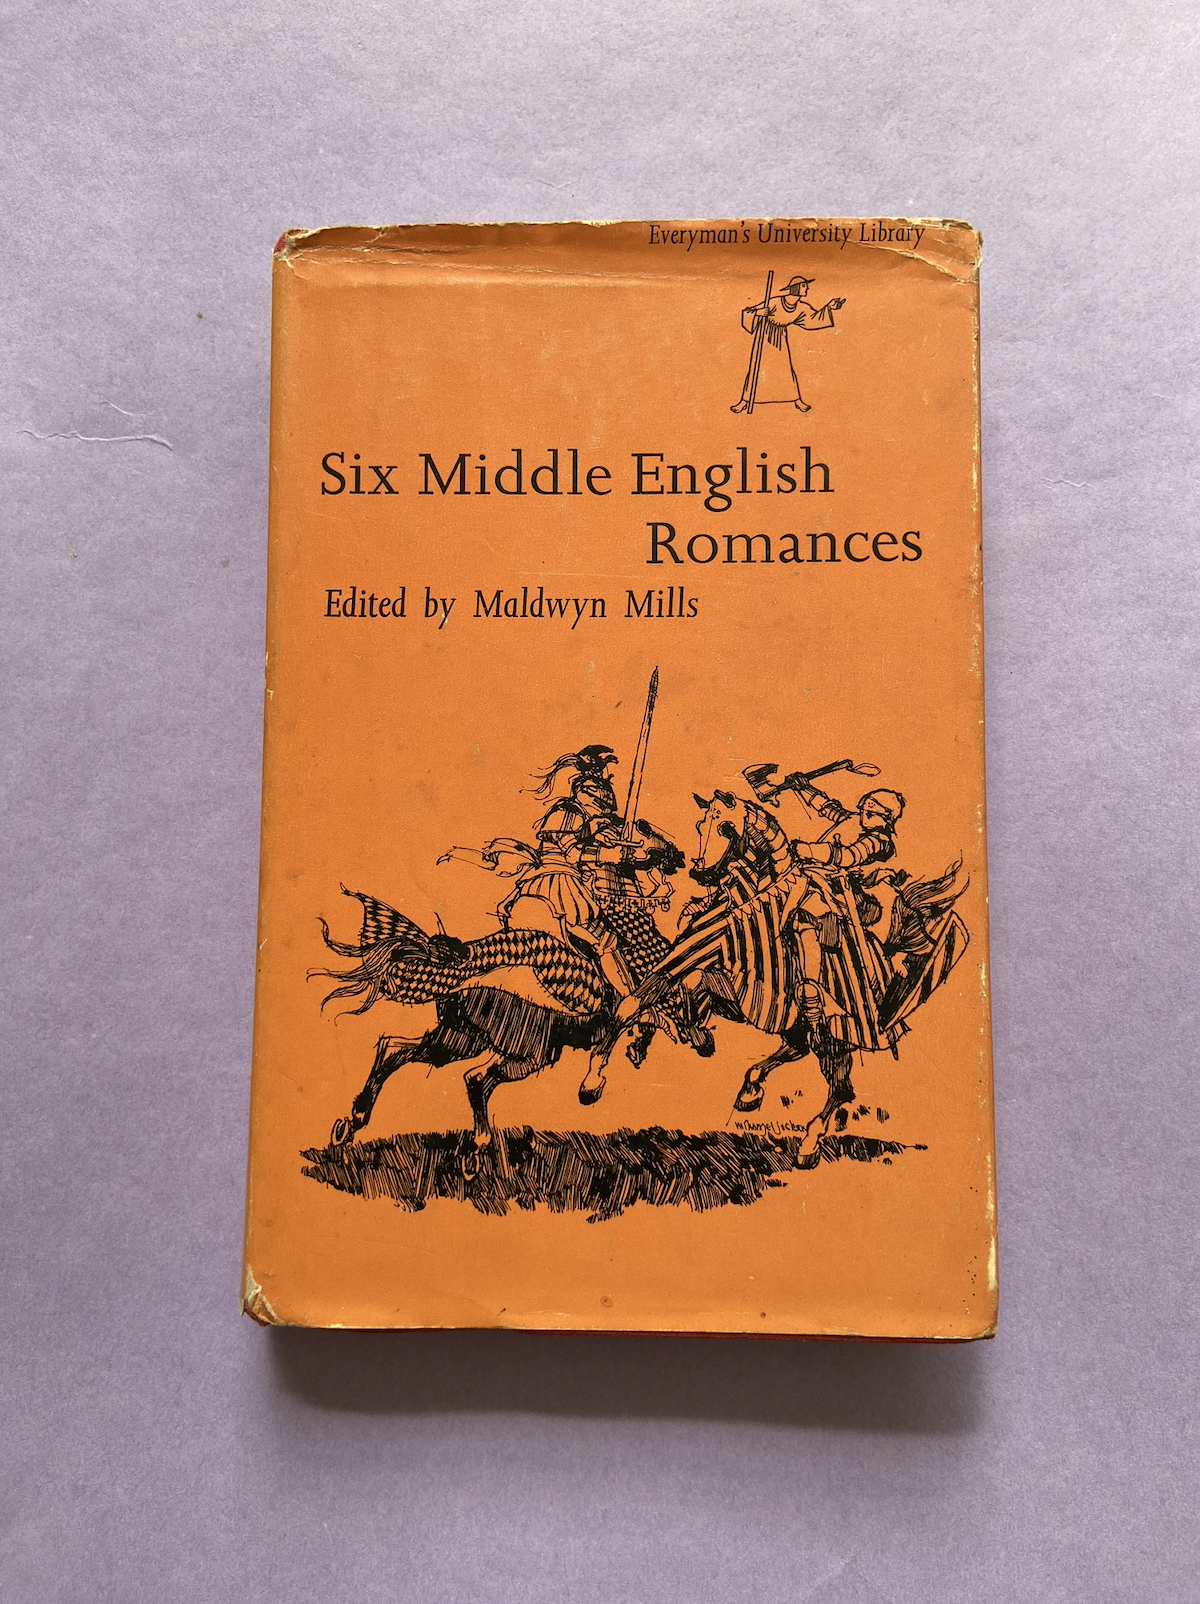 Everyman's University Library
Six Middle English
Romances
Edited by Maldwyn Mills